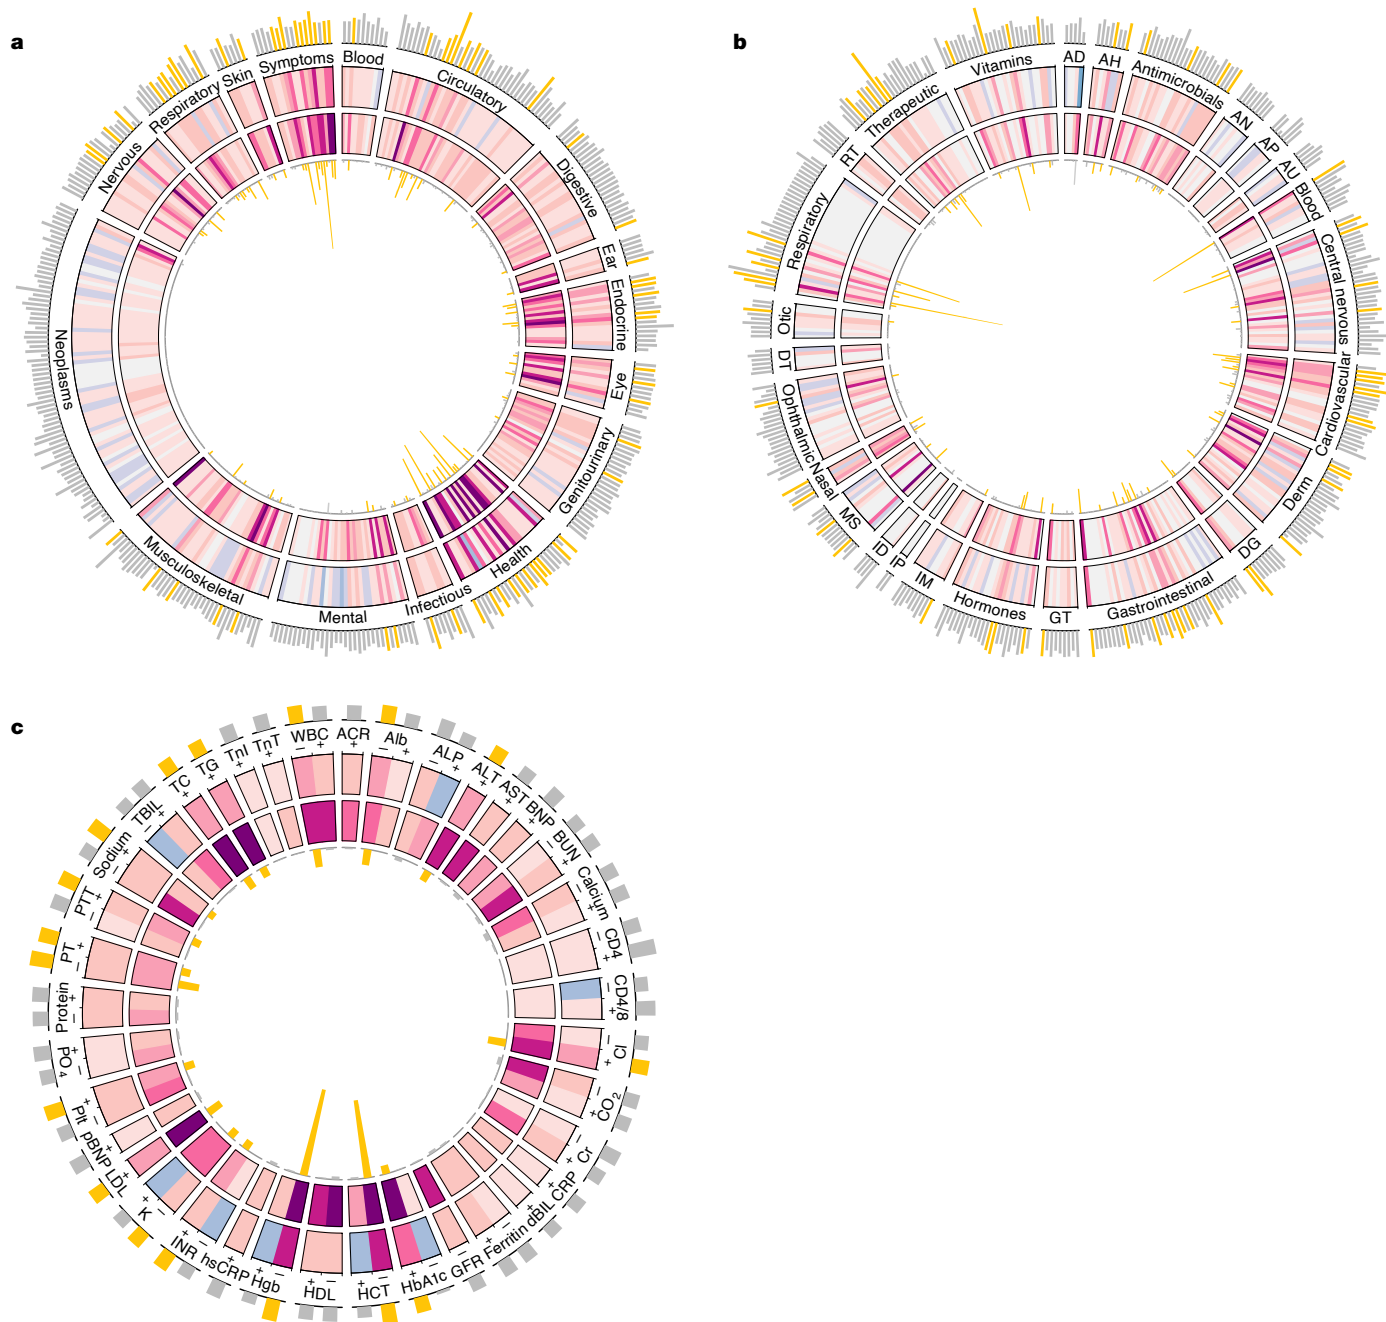 a
Blood
Circulatory
Digestive
Ear
Endocrine
Eye
Genitourinary
Health
Infectious
Mental
Musculoskeletal
Neoplasms
Nervous
Respiratory
Skin
Symptoms
b
AD
AH
Antimicrobials
AN
AP
AU
Blood
Central nervous
Cardiovascular
Derm
DG
Gastrointestinal
GT
Hormones
IM
IP
ID
MS
Nasal
Ophthalmic
DT
Otic
Respiratory
RT
Therapeutic
Vitamins
c
ACR
+
Alb
− +
ALP
− +
ALT
+
AST
+
BNP
+
BUN
− +
Calcium
− +
CD4
− +
CD4/8
− +
Cl
− +
CO₂
− +
Cr
− +
CRP
+
dBIL
+
Ferritin
− +
GFR
−
HbA1c
+ −
HCT
+ −
HDL
+ −
Hgb
+ −
hsCRP
+
INR
+ −
K
+ −
LDL
+
pBNP
+
Plt
+ −
PO₄
+ −
Protein
− +
PT
− +
PTT
− +
Sodium
− +
TBIL
− +
TC
+
TG
+
TnI
+
TnT
+
WBC
− +